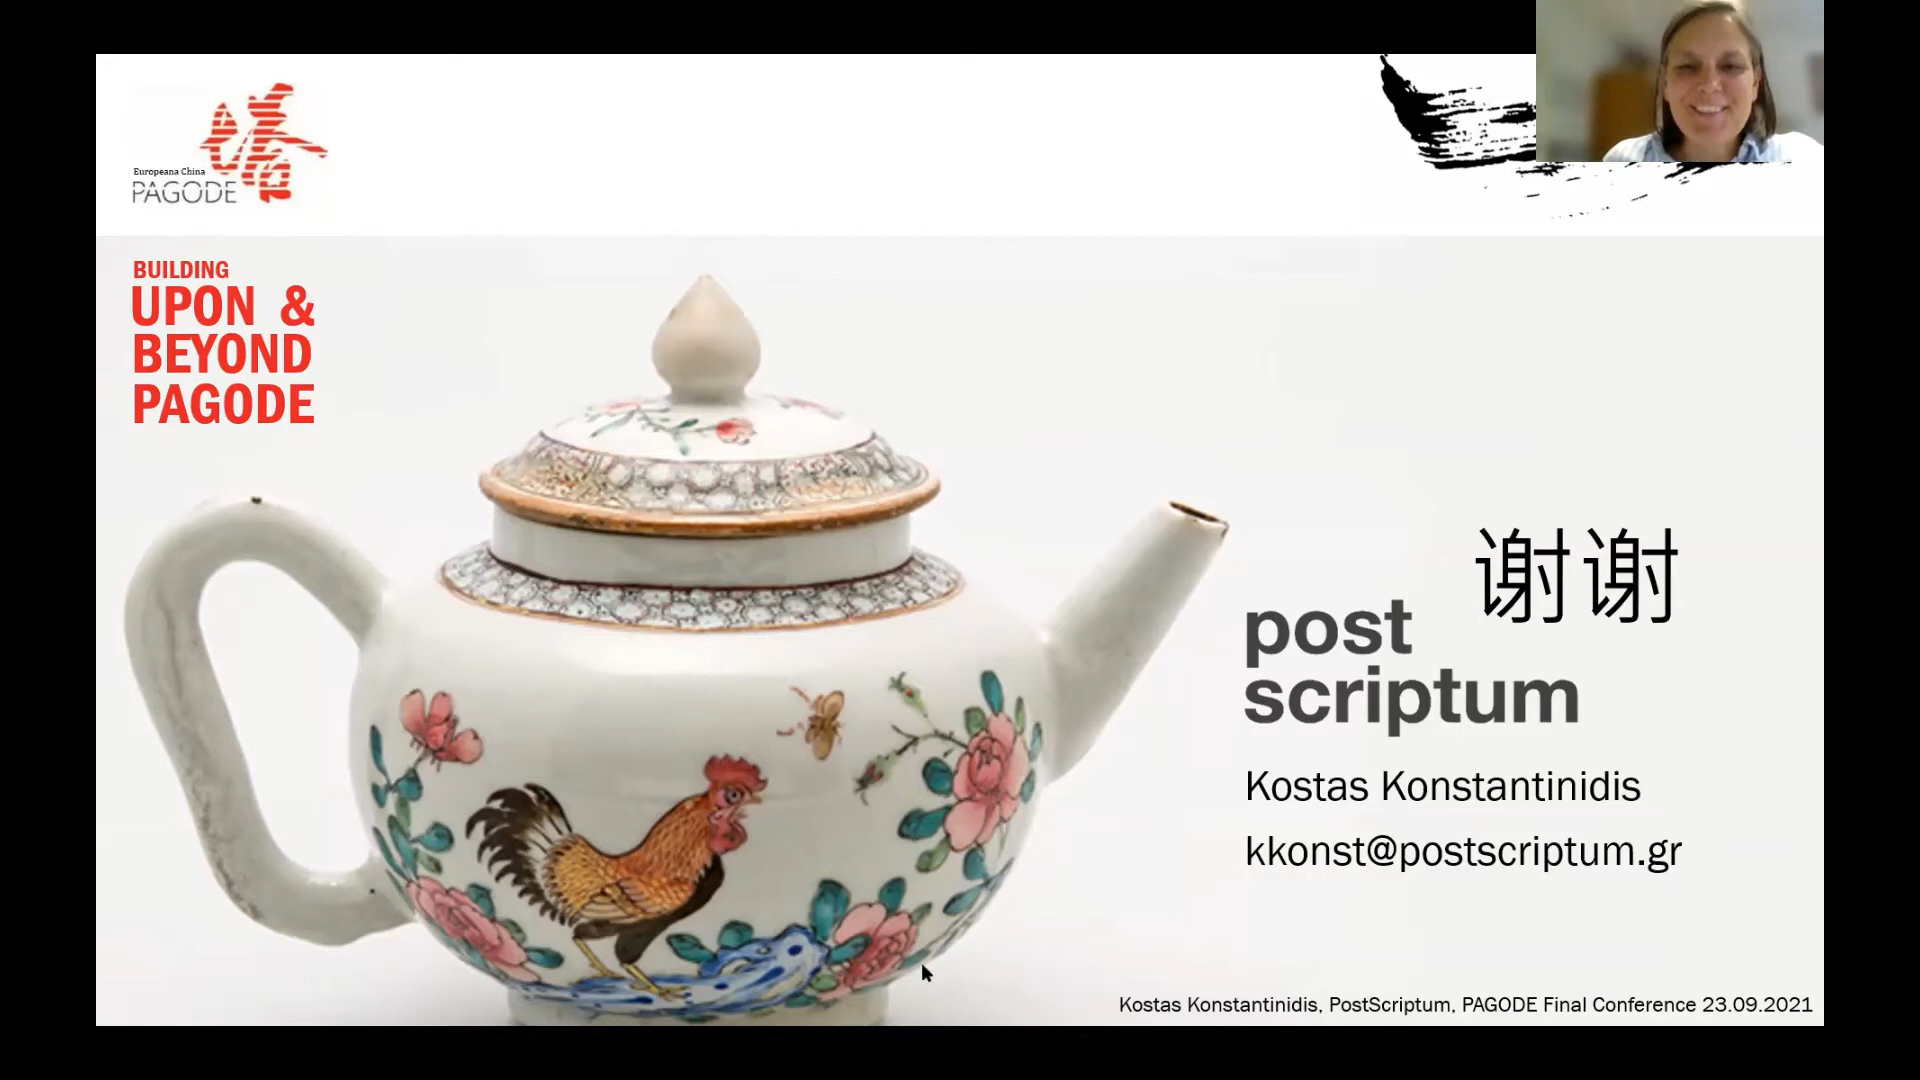 Europeana China
PAGODE
BUILDING
UPON &
BEYOND
PAGODE
谢谢
post
scriptum
Kostas Konstantinidis
kkonst@postscriptum.gr
Kostas Konstantinidis, PostScriptum, PAGODE Final Conference 23.09.2021